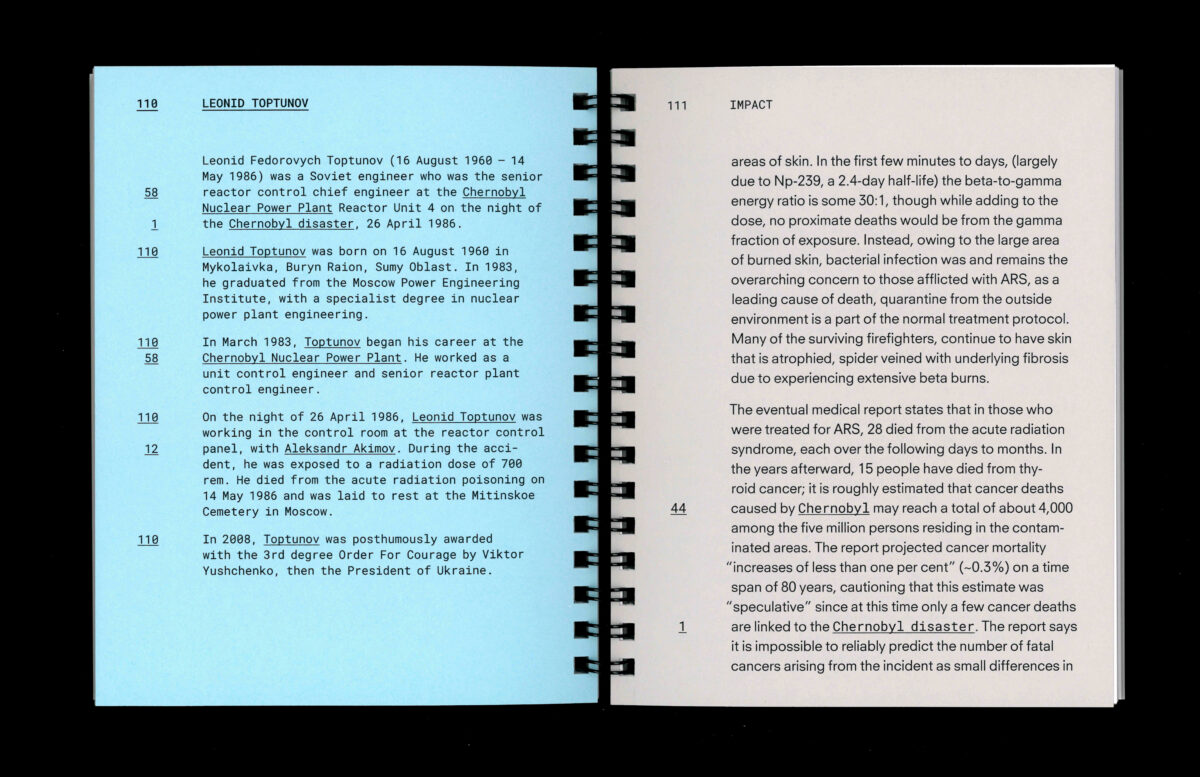 110 LEONID TOPTUNOV
Leonid Fedorovych Toptunov (16 August 1960 – 14
May 1986) was a Soviet engineer who was the senior
58 reactor control chief engineer at the Chernobyl
Nuclear Power Plant Reactor Unit 4 on the night of
1 the Chernobyl disaster, 26 April 1986.
110 Leonid Toptunov was born on 16 August 1960 in
Mykolaivka, Buryn Raion, Sumy Oblast. In 1983,
he graduated from the Moscow Power Engineering
Institute, with a specialist degree in nuclear
power plant engineering.
110 In March 1983, Toptunov began his career at the
58 Chernobyl Nuclear Power Plant. He worked as a
unit control engineer and senior reactor plant
control engineer.
110 On the night of 26 April 1986, Leonid Toptunov was
working in the control room at the reactor control
12 panel, with Aleksandr Akimov. During the acci-
dent, he was exposed to a radiation dose of 700
rem. He died from the acute radiation poisoning on
14 May 1986 and was laid to rest at the Mitinskoe
Cemetery in Moscow.
110 In 2008, Toptunov was posthumously awarded
with the 3rd degree Order For Courage by Viktor
Yushchenko, then the President of Ukraine.
111 IMPACT
areas of skin. In the first few minutes to days, (largely
due to Np-239, a 2.4-day half-life) the beta-to-gamma
energy ratio is some 30:1, though while adding to the
dose, no proximate deaths would be from the gamma
fraction of exposure. Instead, owing to the large area
of burned skin, bacterial infection was and remains the
overarching concern to those afflicted with ARS, as a
leading cause of death, quarantine from the outside
environment is a part of the normal treatment protocol.
Many of the surviving firefighters, continue to have skin
that is atrophied, spider veined with underlying fibrosis
due to experiencing extensive beta burns.
The eventual medical report states that in those who
were treated for ARS, 28 died from the acute radiation
syndrome, each over the following days to months. In
the years afterward, 15 people have died from thy-
roid cancer; it is roughly estimated that cancer deaths
44 caused by Chernobyl may reach a total of about 4,000
among the five million persons residing in the contam-
inated areas. The report projected cancer mortality
“increases of less than one per cent” (~0.3%) on a time
span of 80 years, cautioning that this estimate was
“speculative” since at this time only a few cancer deaths
1 are linked to the Chernobyl disaster. The report says
it is impossible to reliably predict the number of fatal
cancers arising from the incident as small differences in